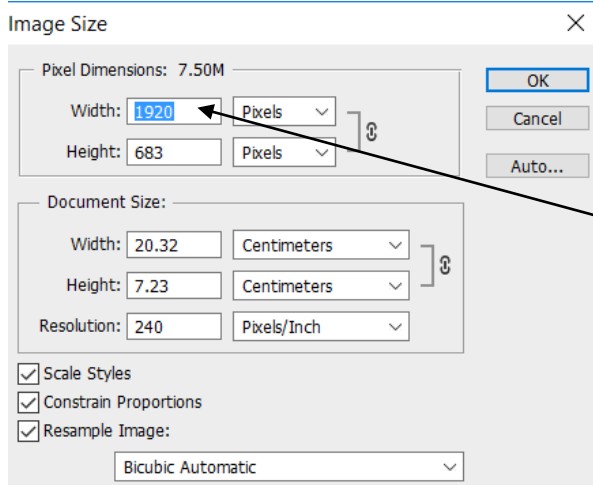 Image Size
Pixel Dimensions: 7.50M
OK
Width: 1920 Pixels
Cancel
Height: 683 Pixels
Auto...
Document Size:
Width: 20.32 Centimeters
Height: 7.23 Centimeters
Resolution: 240 Pixels/Inch
Scale Styles
Constrain Proportions
Resample Image:
Bicubic Automatic